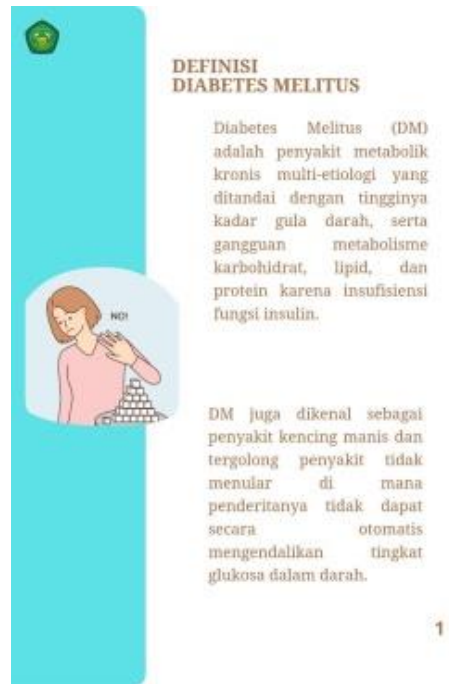 DEFINISI
DIABETES MELITUS
Diabetes Melitus (DM)
adalah penyakit metabolik
kronis multi-etiologi yang
ditandai dengan tingginya
kadar gula darah, serta
gangguan metabolisme
karbohidrat, lipid, dan
protein karena insufisiensi
fungsi insulin.
NO!
DM juga dikenal sebagai
penyakit kencing manis dan
tergolong penyakit tidak
menular di mana
penderitanya tidak dapat
secara otomatis
mengendalikan tingkat
glukosa dalam darah.
1